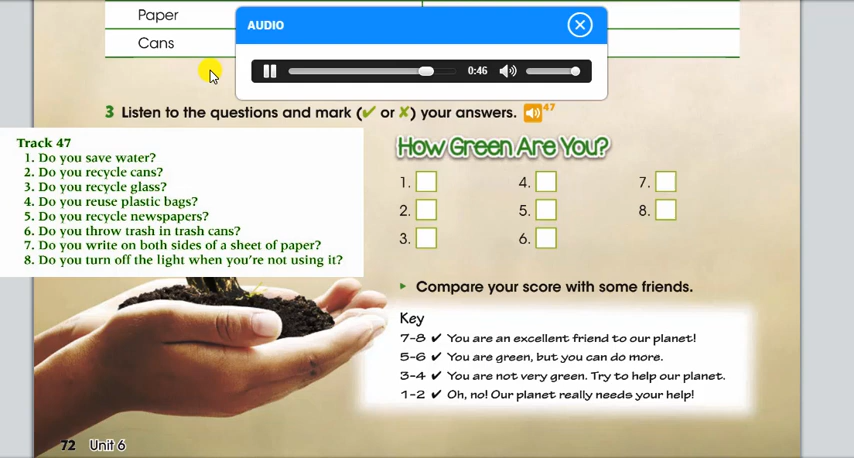 Paper
Cans
AUDIO
0:46
3 Listen to the questions and mark (✔ or ✘) your answers. 47
Track 47
1. Do you save water?
2. Do you recycle cans?
3. Do you recycle glass?
4. Do you reuse plastic bags?
5. Do you recycle newspapers?
6. Do you throw trash in trash cans?
7. Do you write on both sides of a sheet of paper?
8. Do you turn off the light when you're not using it?
How Green Are You?
1. 4. 7.
2. 5. 8.
3. 6.
▸ Compare your score with some friends.
Key
7–8 ✔ You are an excellent friend to our planet!
5–6 ✔ You are green, but you can do more.
3–4 ✔ You are not very green. Try to help our planet.
1–2 ✔ Oh, no! Our planet really needs your help!
72 Unit 6